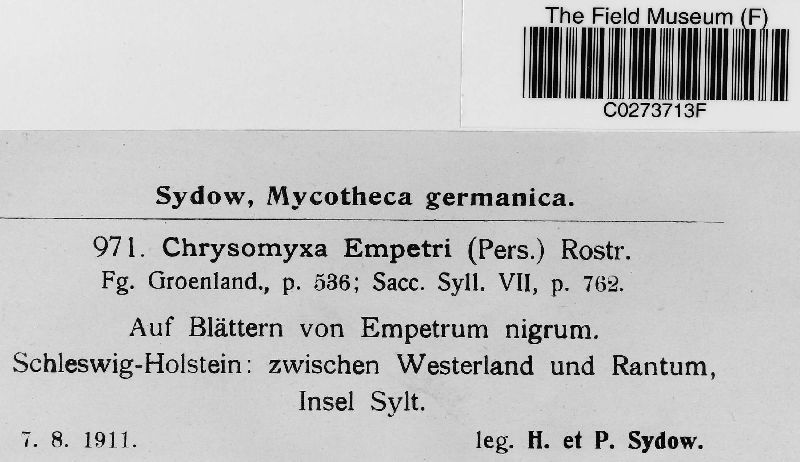 The Field Museum (F)
C0273713F
Sydow, Mycotheca germanica.
971. Chrysomyxa Empetri (Pers.) Rostr.
Fg. Groenland., p. 536; Sacc. Syll. VII, p. 762.
Auf Blättern von Empetrum nigrum.
Schleswig-Holstein: zwischen Westerland und Rantum,
Insel Sylt.
7. 8. 1911. leg. H. et P. Sydow.